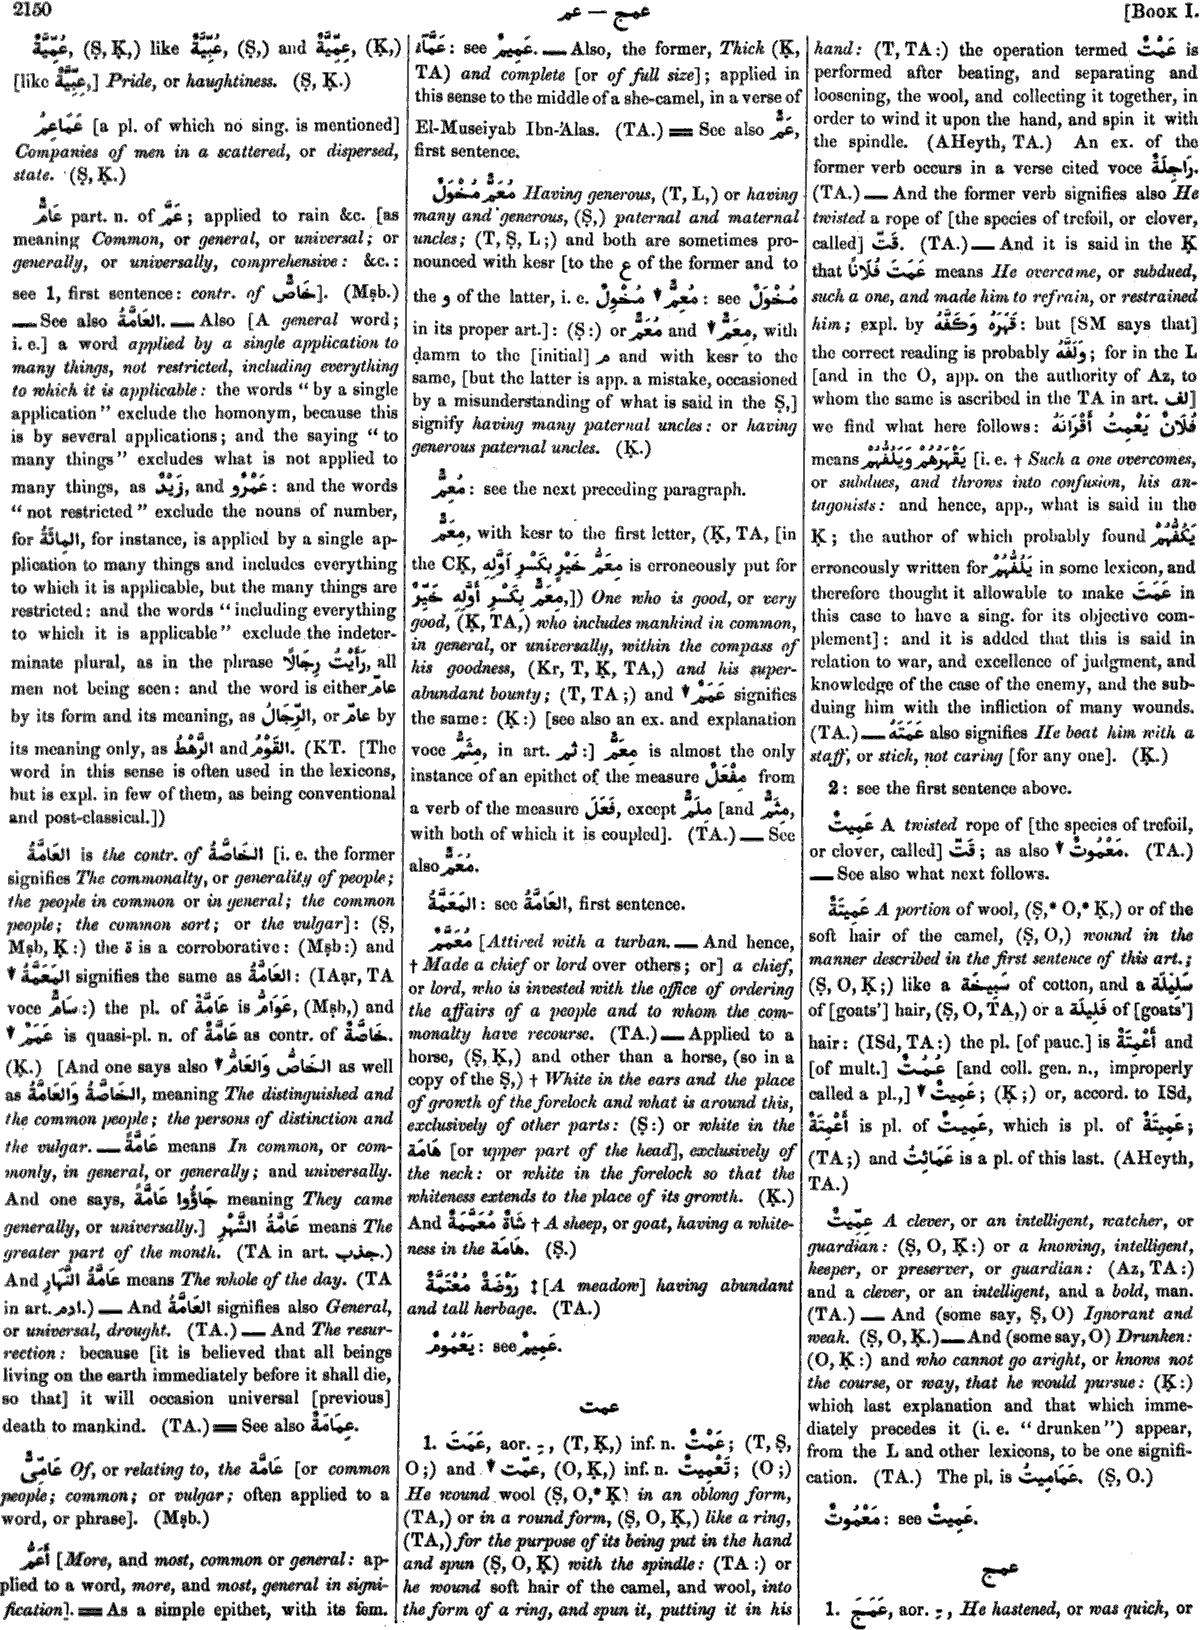 2150
عمج — عم
[BOOK I.
عُمِّيَّةٌ, (Ṣ, Ḳ,) like عُبِّيَّةٌ, (Ṣ,) and عِمِّيَّةٌ, (Ḳ,)
[like عِبِّيَّةٌ,] Pride, or haughtiness. (Ṣ, Ḳ.)
عَمَاعِمُ [a pl. of which no sing. is mentioned]
Companies of men in a scattered, or dispersed,
state. (Ṣ, Ḳ.)
عَامٌّ part. n. of عَمَّ; applied to rain &c. [as
meaning Common, or general, or universal; or
generally, or universally, comprehensive: &c.:
see 1, first sentence: contr. of خَاصٌّ]. (Mṣb.)
— See also العَامَّةُ. — Also [A general word;
i. e.] a word applied by a single application to
many things, not restricted, including everything
to which it is applicable: the words “by a single
application” exclude the homonym, because this
is by several applications; and the saying “to
many things” excludes what is not applied to
many things, as زَيْدٌ, and عَمْرٌو: and the words
“not restricted” exclude the nouns of number,
for المِائَةُ, for instance, is applied by a single ap-
plication to many things and includes everything
to which it is applicable, but the many things are
restricted: and the words “including everything
to which it is applicable” exclude the indeter-
minate plural, as in the phrase رَأَيْتُ رِجَالًا, all
men not being seen: and the word is either عامّ
by its form and its meaning, as الرِّجَالُ, or عامّ by
its meaning only, as الرَّهْطُ and القَوْمُ. (KT. [The
word in this sense is often used in the lexicons,
but is expl. in few of them, as being conventional
and post-classical.])
العَامَّةُ is the contr. of الخَاصَّةُ [i. e. the former
signifies The commonalty, or generality of people;
the people in common or in general; the common
people; the common sort; or the vulgar]: (Ṣ,
Mṣb, Ḳ:) the ة is a corroborative: (Mṣb:) and
▼ المَعَمَّةُ signifies the same as العَامَّةُ: (IAạr, TA
voce سَامٌّ:) the pl. of عَامَّةٌ is عَوَامُّ, (Mṣb,) and
▼ عَمَمٌ is quasi-pl. n. of عَامَّةٌ as contr. of خَاصَّةٌ.
(Ḳ.) [And one says also ▼ الخَاصُّ وَالعَامُّ as well
as الخَاصَّةُ وَالعَامَّةُ, meaning The distinguished and
the common people; the persons of distinction and
the vulgar. — عَامَّةً means In common, or com-
monly, in general, or generally; and universally.
And one says, جَاؤُوا عَامَّةً meaning They came
generally, or universally.] عَامَّةُ الشَّهْرِ means The
greater part of the month. (TA in art. جذب.)
And عَامَّةُ النَّهَارِ means The whole of the day. (TA
in art. ادم.) — And العَامَّةُ signifies also General,
or universal, drought. (TA.) — And The resur-
rection: because [it is believed that all beings
living on the earth immediately before it shall die,
so that] it will occasion universal [previous]
death to mankind. (TA.) = See also عِمَامَةٌ.
عَامِّىٌّ Of, or relating to, the عَامَّة [or common
people; common; or vulgar; often applied to a
word, or phrase]. (Mṣb.)
أَعَمُّ [More, and most, common or general: ap-
plied to a word, more, and most, general in signi-
fication]. = As a simple epithet, with its fem.
عَمَّآءُ: see عَمِيمٌ. — Also, the former, Thick (Ḳ,
TA) and complete [or of full size]; applied in
this sense to the middle of a she-camel, in a verse of
El-Museiyab Ibn-’Alas. (TA.) = See also عَمٌّ,
first sentence.
مُعَمٌّ مُخْوَلٌ Having generous, (T, L,) or having
many and generous, (Ṣ,) paternal and maternal
uncles; (T, Ṣ, L;) and both are sometimes pro-
nounced with kesr [to the ع of the former and to
the و of the latter, i. e. ▼ مُعِمٌّ مُخْوِلٌ: see مُخْوَلٌ
in its proper art.]: (Ṣ:) or مُعَمٌّ and ▼ مِعَمٌّ, with
ḍamm to the [initial] م and with kesr to the
same, [but the latter is app. a mistake, occasioned
by a misunderstanding of what is said in the Ṣ,]
signify having many paternal uncles: or having
generous paternal uncles. (Ḳ.)
مُعِمٌّ: see the next preceding paragraph.
مِعَمٌّ, with kesr to the first letter, (Ḳ, TA, [in
the CḲ, مِعَمُّ خَيْرٍ بِكَسْرِ أَوَّلِهِ is erroneously put for
مِعَمٌّ بِكَسْرِ أَوَّلِهِ خَيِّرٌ,]) One who is good, or very
good, (Ḳ, TA,) who includes mankind in common,
in general, or universally, within the compass of
his goodness, (Kr, T, Ḳ, TA,) and his super-
abundant bounty; (T, TA;) and ▼ عَمَمٌ signifies
the same: (Ḳ:) [see also an ex. and explanation
voce مِثَمٌّ, in art. ثم:] مِعَمٌّ is almost the only
instance of an epithet of the measure مِفْعَلٌ from
a verb of the measure فَعَلَ, except مِلَمٌّ [and مِثَمٌّ,
with both of which it is coupled]. (TA.) — See
also مُعَمٌّ.
المَعَمَّةُ: see العَامَّةُ, first sentence.
مُعَمَّمٌ [Attired with a turban. — And hence,
† Made a chief or lord over others; or] a chief,
or lord, who is invested with the office of ordering
the affairs of a people and to whom the com-
monalty have recourse. (TA.) — Applied to a
horse, (Ṣ, Ḳ,) and other than a horse, (so in a
copy of the Ṣ,) † White in the ears and the place
of growth of the forelock and what is around this,
exclusively of other parts: (Ṣ:) or white in the
هَامَة [or upper part of the head], exclusively of
the neck: or white in the forelock so that the
whiteness extends to the place of its growth. (Ḳ.)
And شَاةٌ مُعَمَّمَةٌ † A sheep, or goat, having a white-
ness in the هَامَة. (Ṣ.)
رَوْضَةٌ مُعْتَمَّةٌ ‡ [A meadow] having abundant
and tall herbage. (TA.)
يَعْمُومٌ: see عَمِيمٌ.
عمت
1. عَمَتَ, aor. ـِ, (T, Ḳ,) inf. n. عَمْتٌ; (T, Ṣ,
O;) and ▼ عمّت, (O, Ḳ,) inf. n. تَعْمِيتٌ; (O;)
He wound wool (Ṣ, O,* Ḳ) in an oblong form,
(TA,) or in a round form, (Ṣ, O, Ḳ,) like a ring,
(TA,) for the purpose of its being put in the hand
and spun (Ṣ, O, Ḳ) with the spindle: (TA:) or
he wound soft hair of the camel, and wool, into
the form of a ring, and spun it, putting it in his
hand: (T, TA:) the operation termed عَمْتٌ is
performed after beating, and separating and
loosening, the wool, and collecting it together, in
order to wind it upon the hand, and spin it with
the spindle. (AHeyth, TA.) An ex. of the
former verb occurs in a verse cited voce رَاجِلَةٌ.
(TA.) — And the former verb signifies also He
twisted a rope of [the species of trefoil, or clover,
called] قَتّ. (TA.) — And it is said in the Ḳ
that عَمَتَ فُلَانًا means He overcame, or subdued,
such a one, and made him to refrain, or restrained
him; expl. by قَهَرَهُ وَكَفَّهُ: but [SM says that]
the correct reading is probably وَلَفَّهُ; for in the L
[and in the O, app. on the authority of Az, to
whom the same is ascribed in the TA in art. لف]
we find what here follows: فُلَانٌ يَعْمِتُ أَقْرَانَهُ
means يَقْهَرُهُمْ وَيَلُفُّهُمْ [i. e. † Such a one overcomes,
or subdues, and throws into confusion, his an-
tagonists: and hence, app., what is said in the
Ḳ; the author of which probably found يَكُفُّهُمْ
erroneously written for يَلُفُّهُمْ in some lexicon, and
therefore thought it allowable to make عَمَتَ in
this case to have a sing. for its objective com-
plement]: and it is added that this is said in
relation to war, and excellence of judgment, and
knowledge of the case of the enemy, and the sub-
duing him with the infliction of many wounds.
(TA.) — عَمَتَهُ also signifies He beat him with a
staff, or stick, not caring [for any one]. (Ḳ.)
2: see the first sentence above.
عَمِيتٌ A twisted rope of [the species of trefoil,
or clover, called] قَتّ; as also ▼ مَعْمُوتٌ. (TA.)
— See also what next follows.
عَمِيتَةٌ A portion of wool, (Ṣ,* O,* Ḳ,) or of the
soft hair of the camel, (Ṣ, O,) wound in the
manner described in the first sentence of this art.;
(Ṣ, O, Ḳ;) like a سَبِيخَة of cotton, and a سَلِيلَة
of [goats'] hair, (Ṣ, O, TA,) or a فَلِيلَة of [goats']
hair: (ISd, TA:) the pl. [of pauc.] is أَعْمِتَةٌ and
[of mult.] عُمُتٌ [and coll. gen. n., improperly
called a pl.,] ▼ عَمِيتٌ; (Ḳ;) or, accord. to ISd,
أَعْمِتَةٌ is pl. of عَمِيتٌ, which is pl. of عَمِيتَةٌ;
(TA;) and عَمَائِتُ is a pl. of this last. (AHeyth,
TA.)
عِمِّيتٌ A clever, or an intelligent, watcher, or
guardian: (Ṣ, O, Ḳ:) or a knowing, intelligent,
keeper, or preserver, or guardian: (Az, TA:)
and a clever, or an intelligent, and a bold, man.
(TA.) — And (some say, Ṣ, O) Ignorant and
weak. (Ṣ, O, Ḳ.) — And (some say, O) Drunken:
(O, Ḳ:) and who cannot go aright, or knows not
the course, or way, that he would pursue: (Ḳ:)
which last explanation and that which imme-
diately precedes it (i. e. “drunken”) appear,
from the L and other lexicons, to be one signifi-
cation. (TA.) The pl. is عَمَامِيتُ. (Ṣ, O.)
مَعْمُوتٌ: see عَمِيتٌ.
عمج
1. عَمَجَ, aor. ـِ, He hastened, or was quick, or